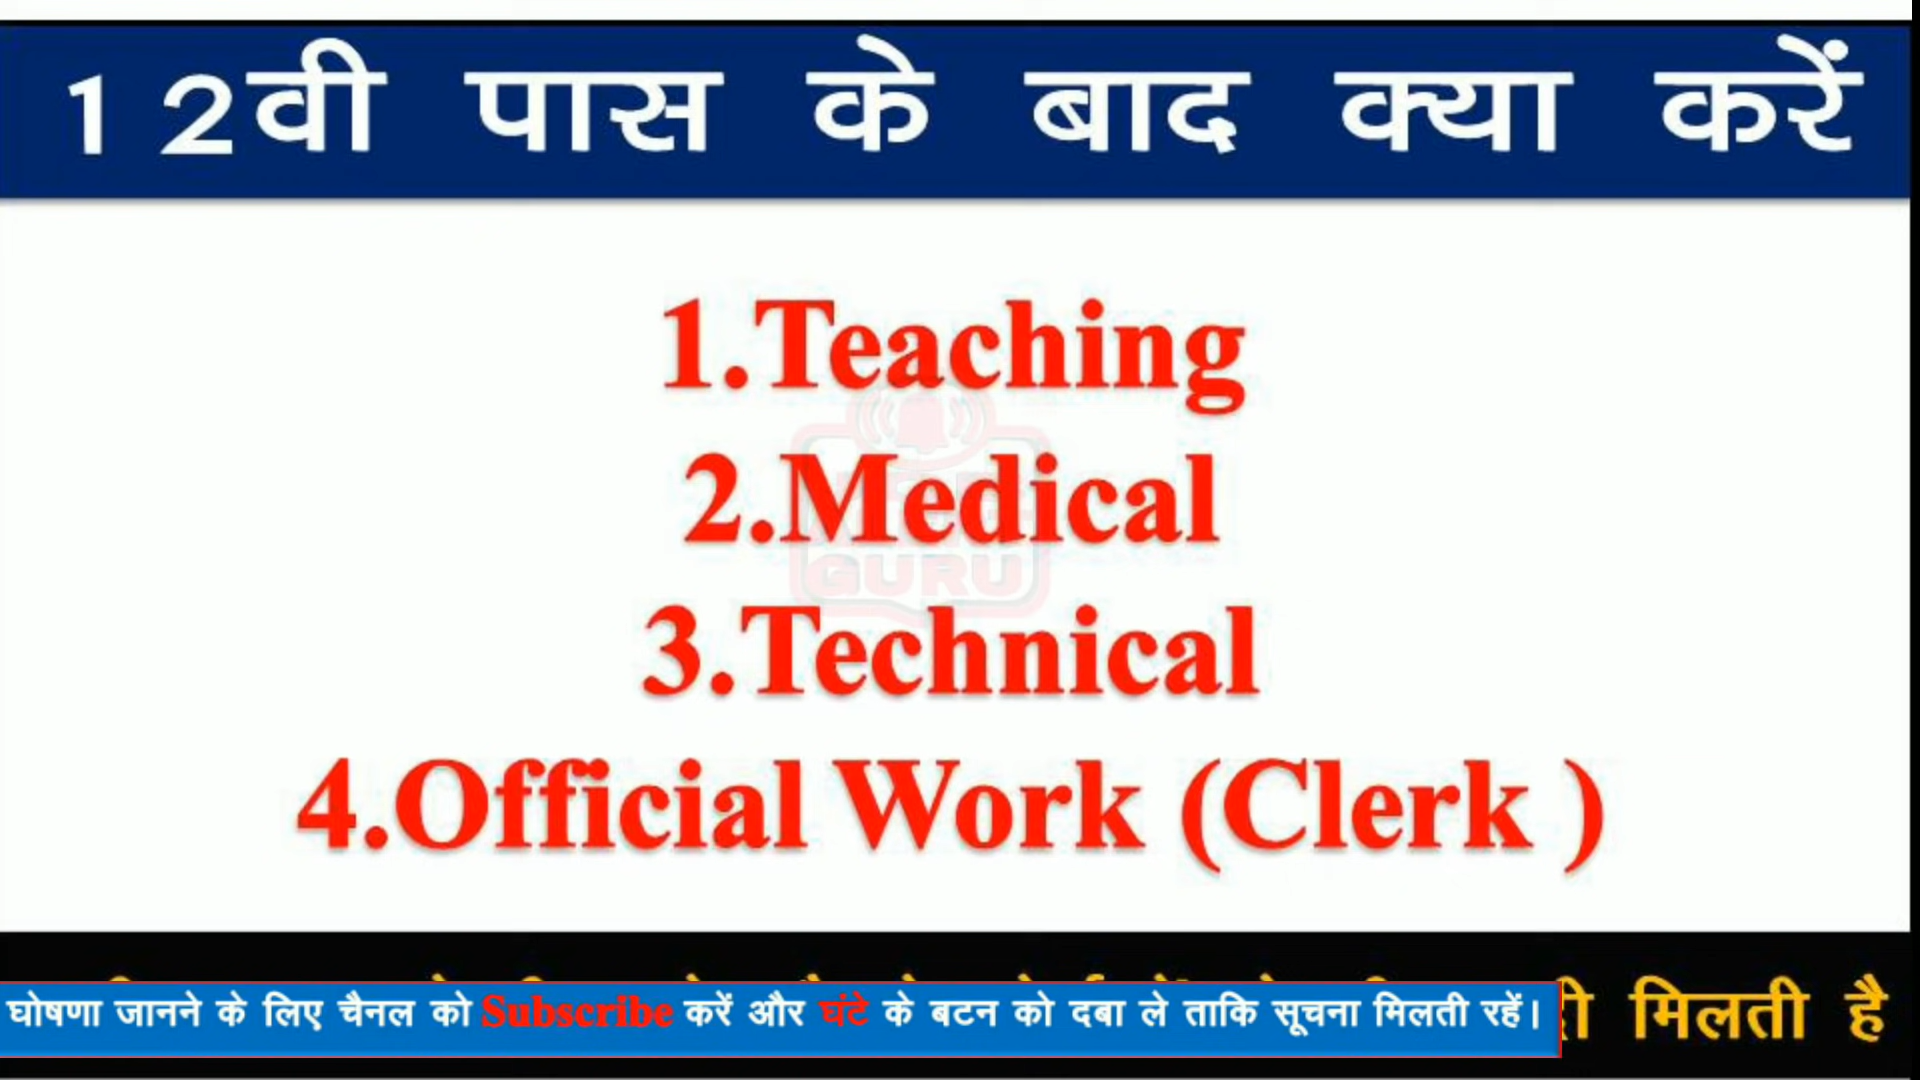 12वी पास के बाद क्या करें
1.Teaching
2.Medical
GURU
3.Technical
4.Official Work (Clerk )
घोषणा जानने के लिए चैनल को Subscribe करें और घंटे के बटन को दबा ले ताकि सूचना मिलती रहें।
मिलती है